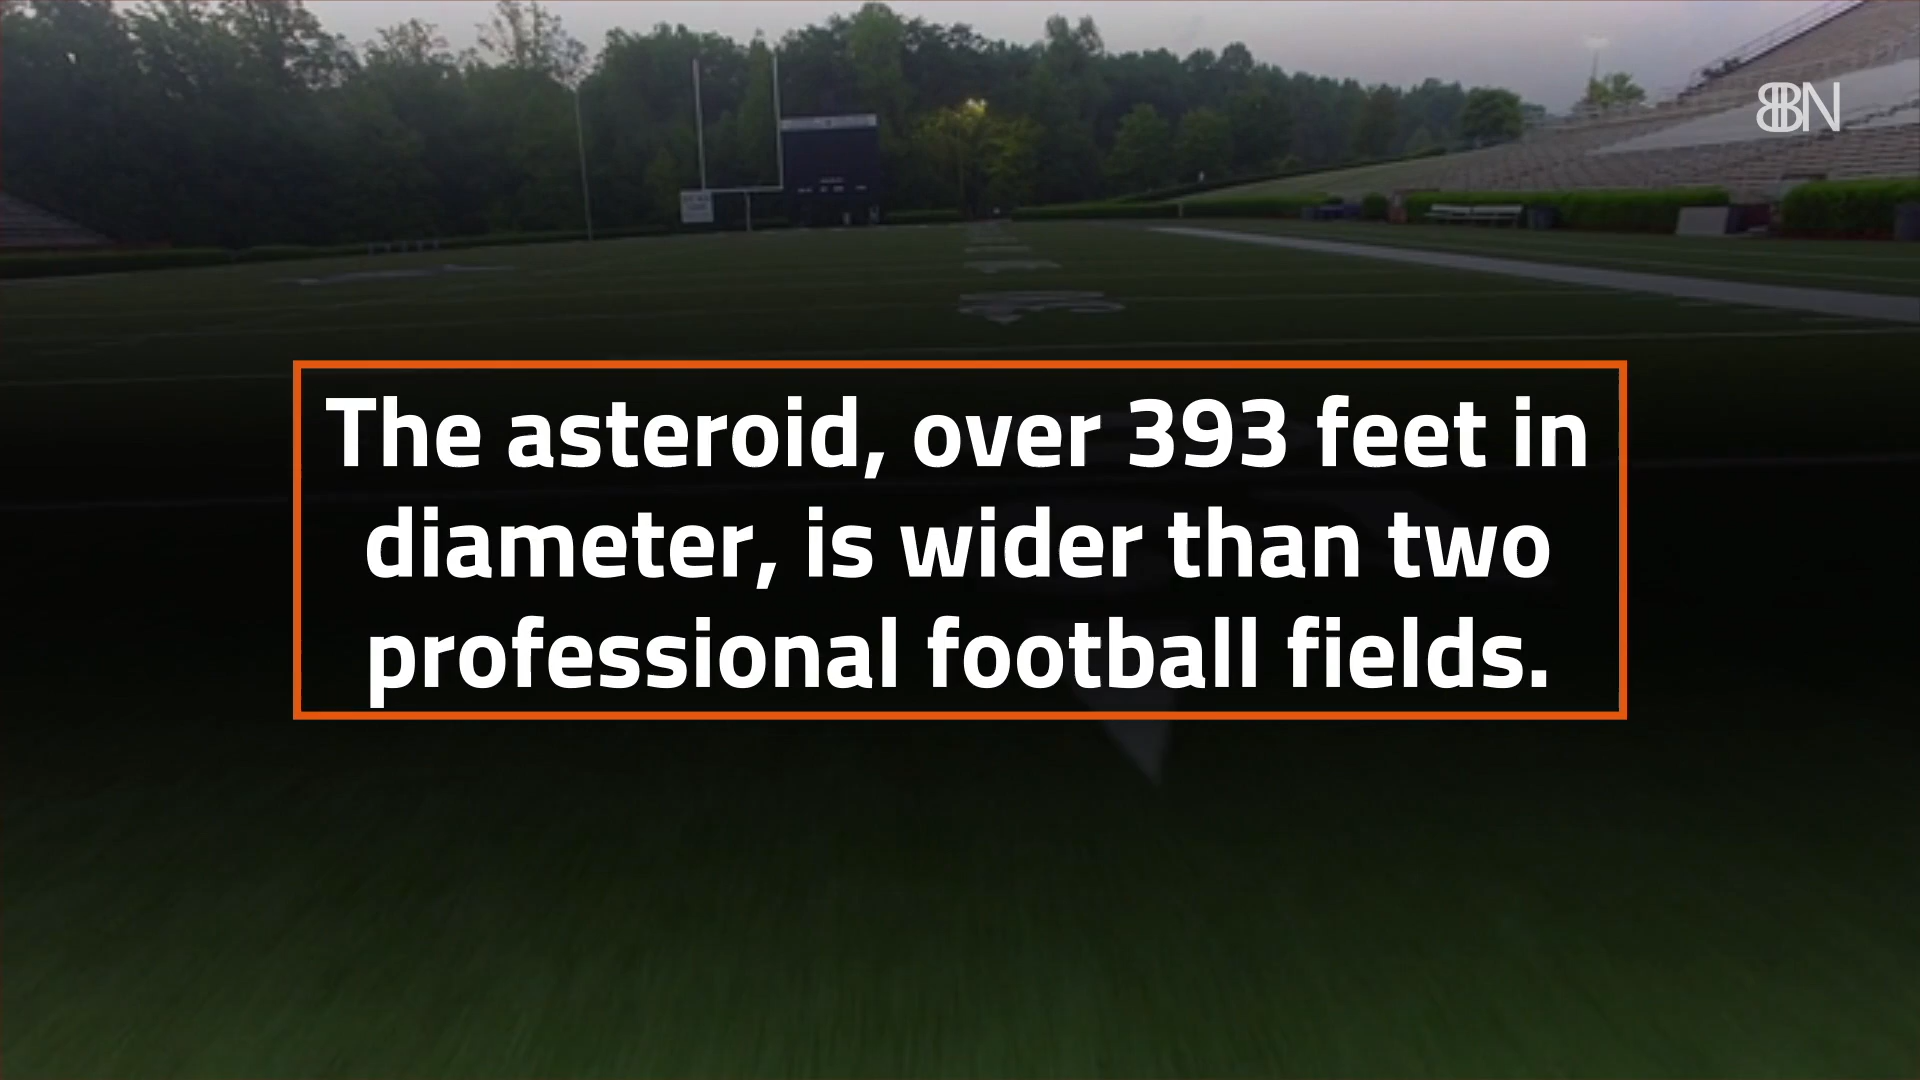 BBN
The asteroid, over 393 feet in
diameter, is wider than two
professional football fields.